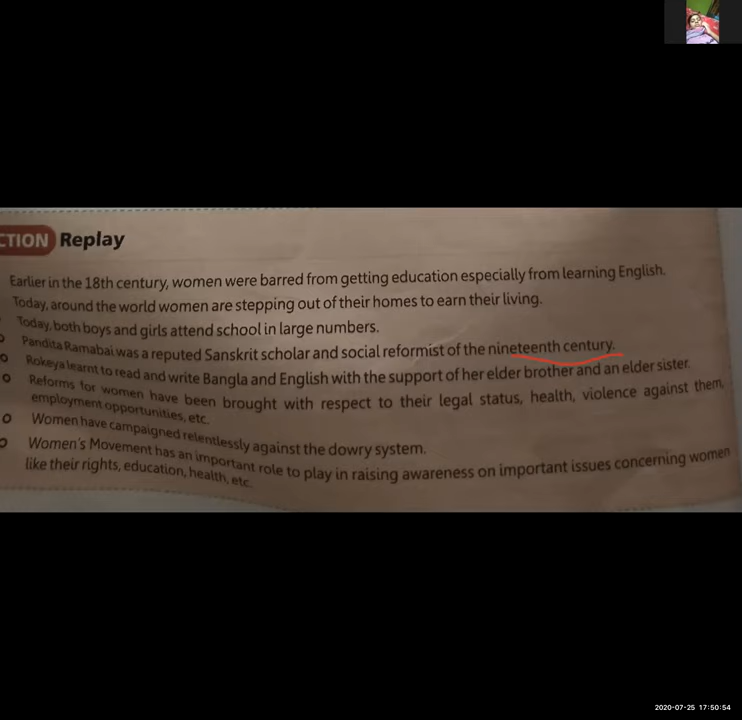 CTION Replay
Earlier in the 18th century, women were barred from getting education especially from learning English.
Today, around the world women are stepping out of their homes to earn their living.
Today, both boys and girls attend school in large numbers.
Pandita Ramabai was a reputed Sanskrit scholar and social reformist of the nineteenth century.
Rokeya learnt to read and write Bangla and English with the support of her elder brother and an elder sister.
Reforms for women have been brought with respect to their legal status, health, violence against them,
employment opportunities, etc.
Women have campaigned relentlessly against the dowry system.
Women's Movement has an important role to play in raising awareness on important issues concerning women
like their rights, education, health, etc.
2020-07-25 17:50:54